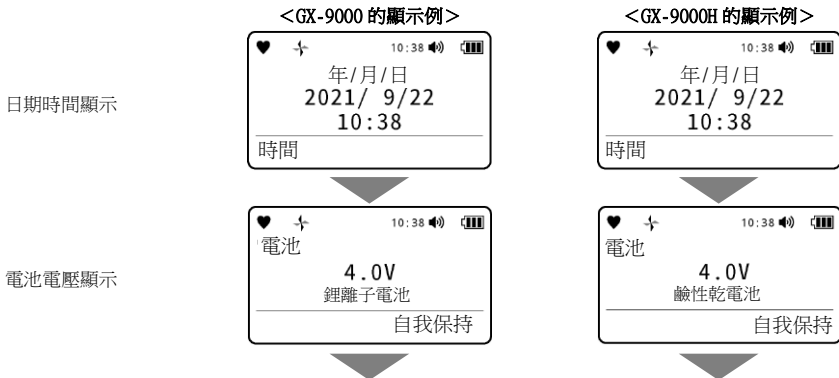 <GX-9000 的顯示例>
<GX-9000H 的顯示例>
日期時間顯示
10:38
年/月/日
2021/ 9/22
10:38
時間
10:38
年/月/日
2021/ 9/22
10:38
時間
電池電壓顯示
10:38
電池
4.0V
鋰離子電池
自我保持
10:38
電池
4.0V
鹼性乾電池
自我保持